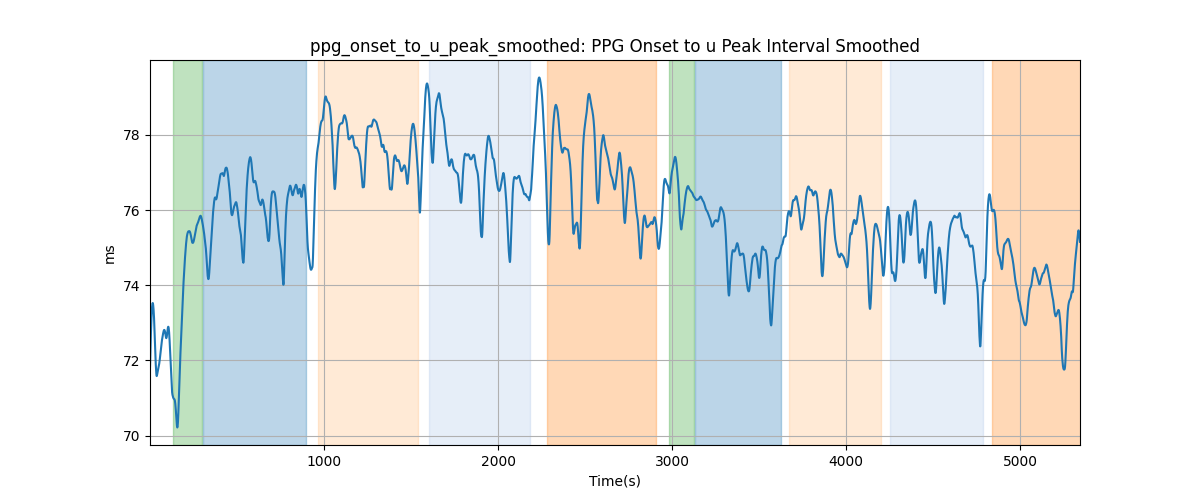 ppg_onset_to_u_peak_smoothed: PPG Onset to u Peak Interval Smoothed
78
76
74
72
70
ms
1000 2000 3000 4000 5000
Time(s)